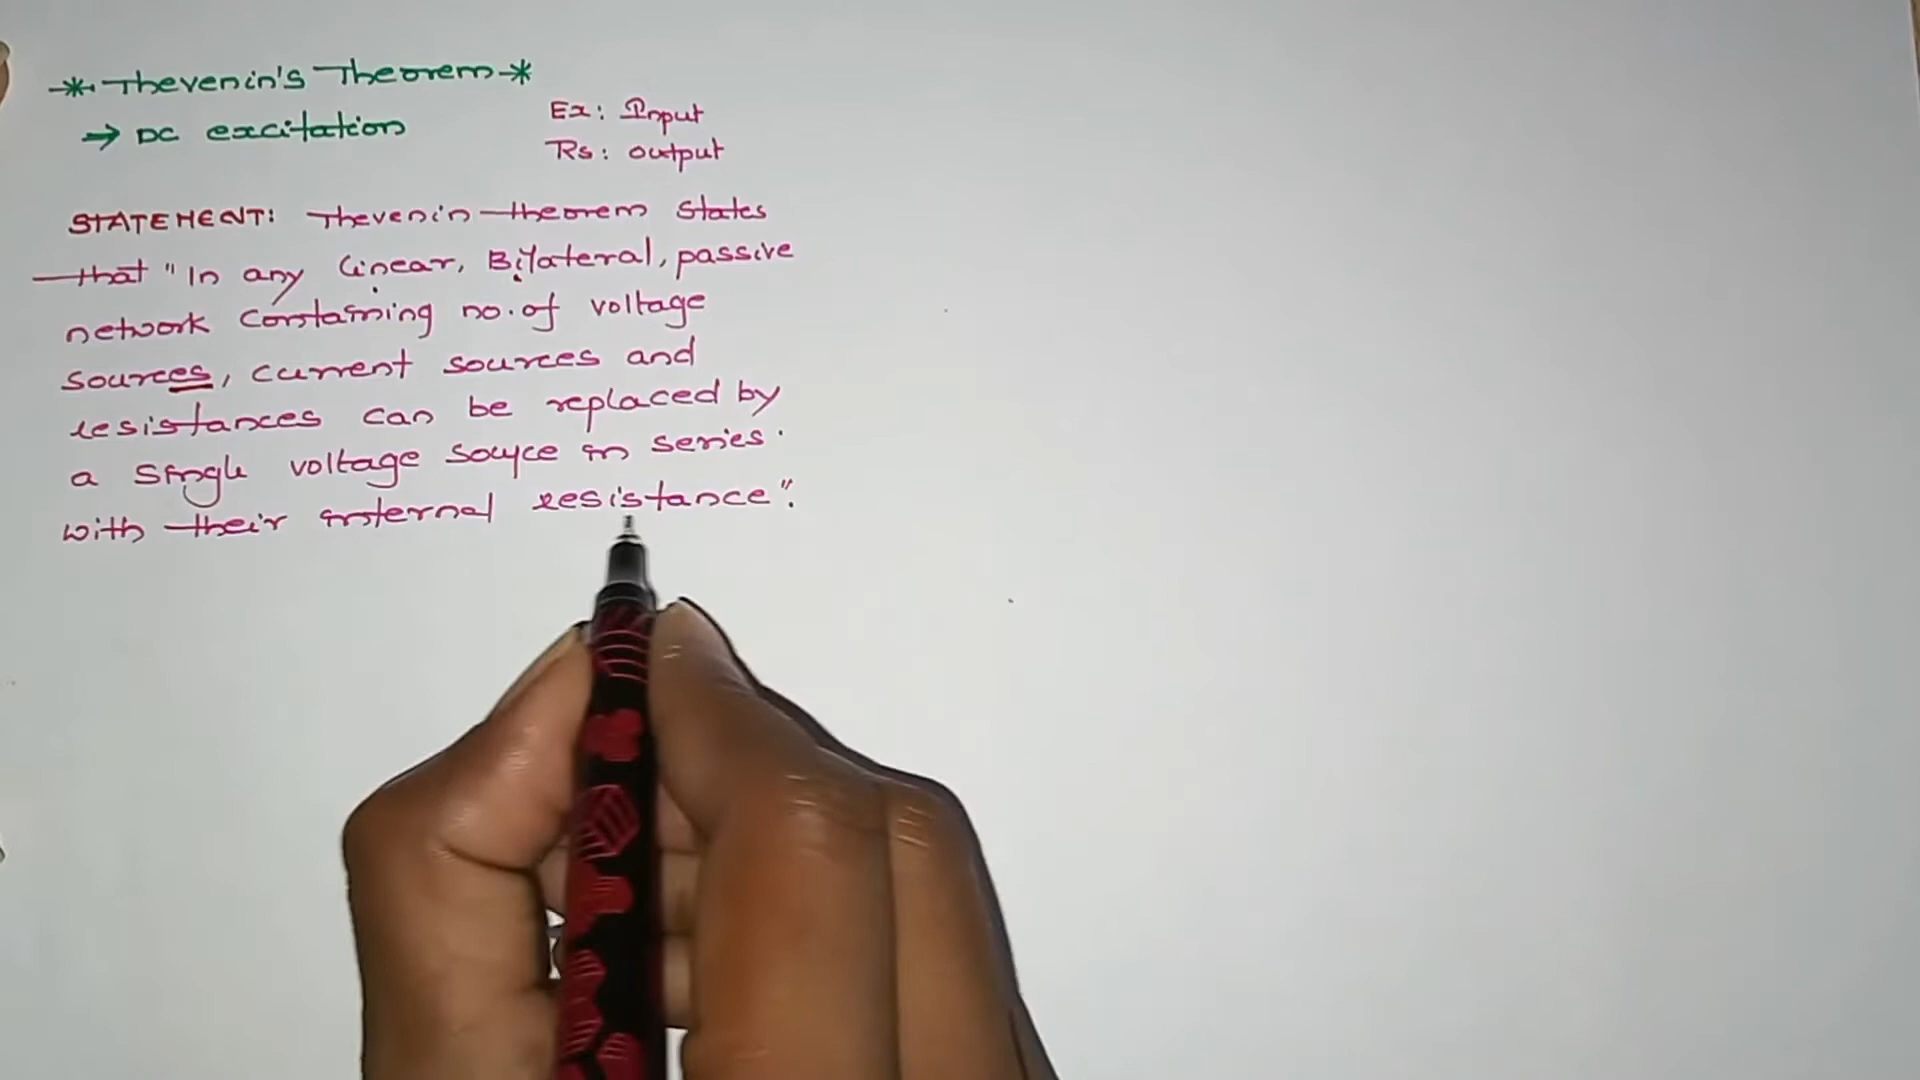 * Thevenin's Theorem *
→ DC excitation
Ex: Input
Rs: output
STATEMENT: Thevenin theorem states
that "In any linear, Bilateral, passive
network containing no. of voltage
sources, current sources and
resistances can be replaced by
a single voltage source in series
with their internal resistance".